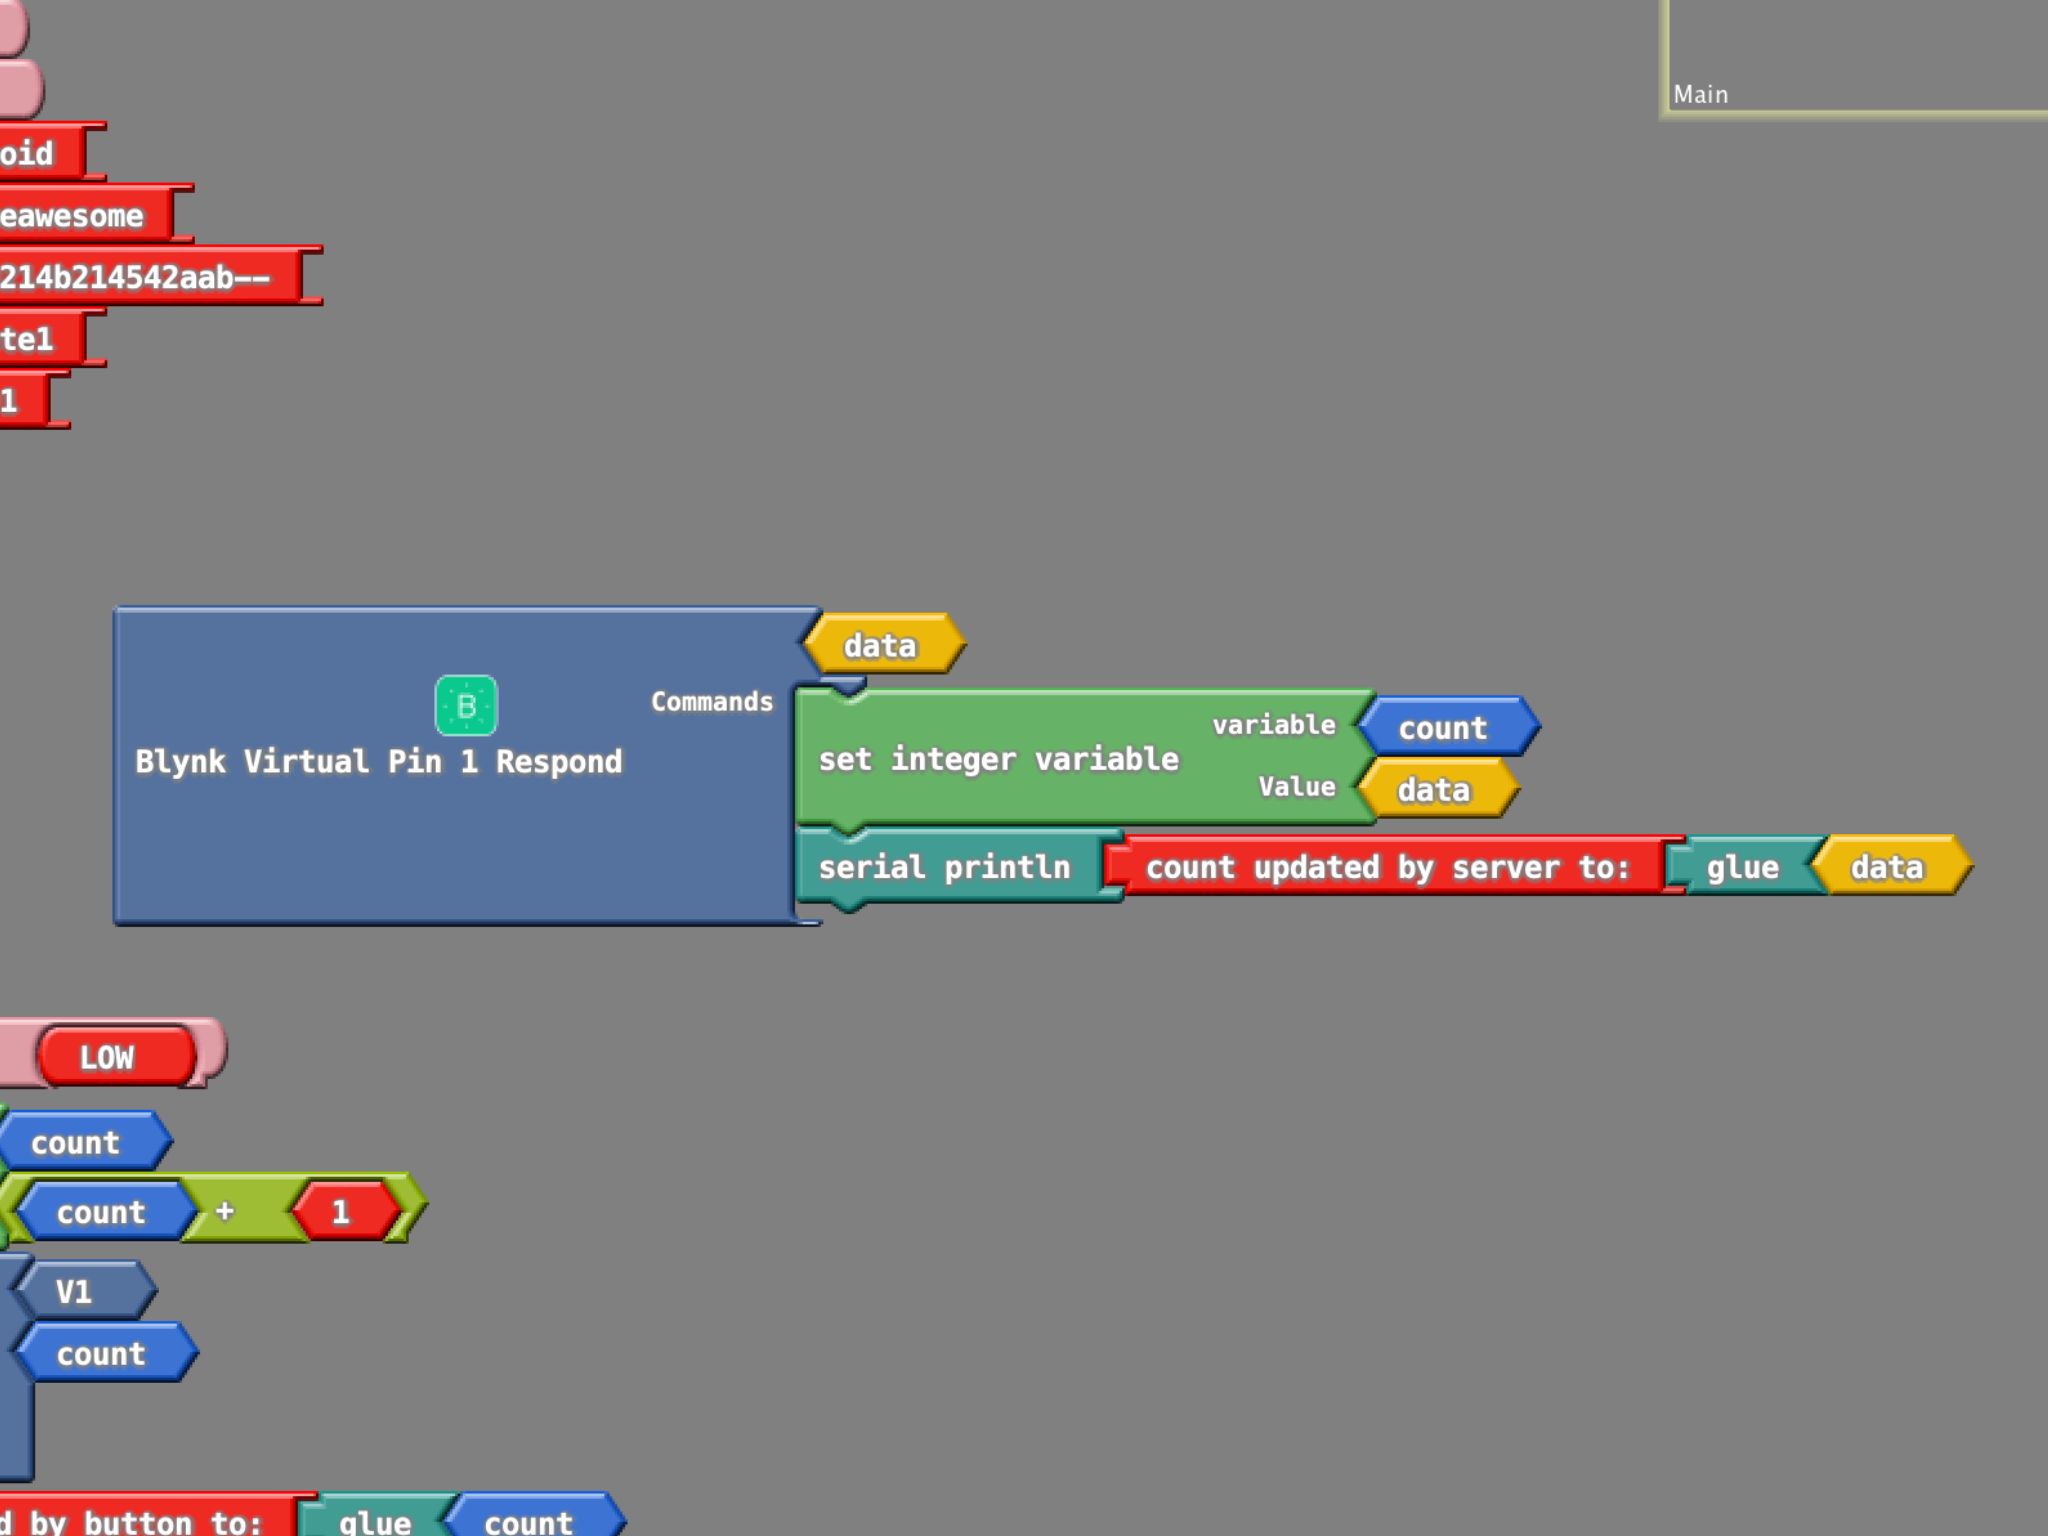 Main
oid
eawesome
214b214542aab——
te1
1
data
B
Commands
variable count
set integer variable
Blynk Virtual Pin 1 Respond
Value data
serial println count updated by server to: glue data
LOW
count
count + 1
V1
count
d by button to: glue count